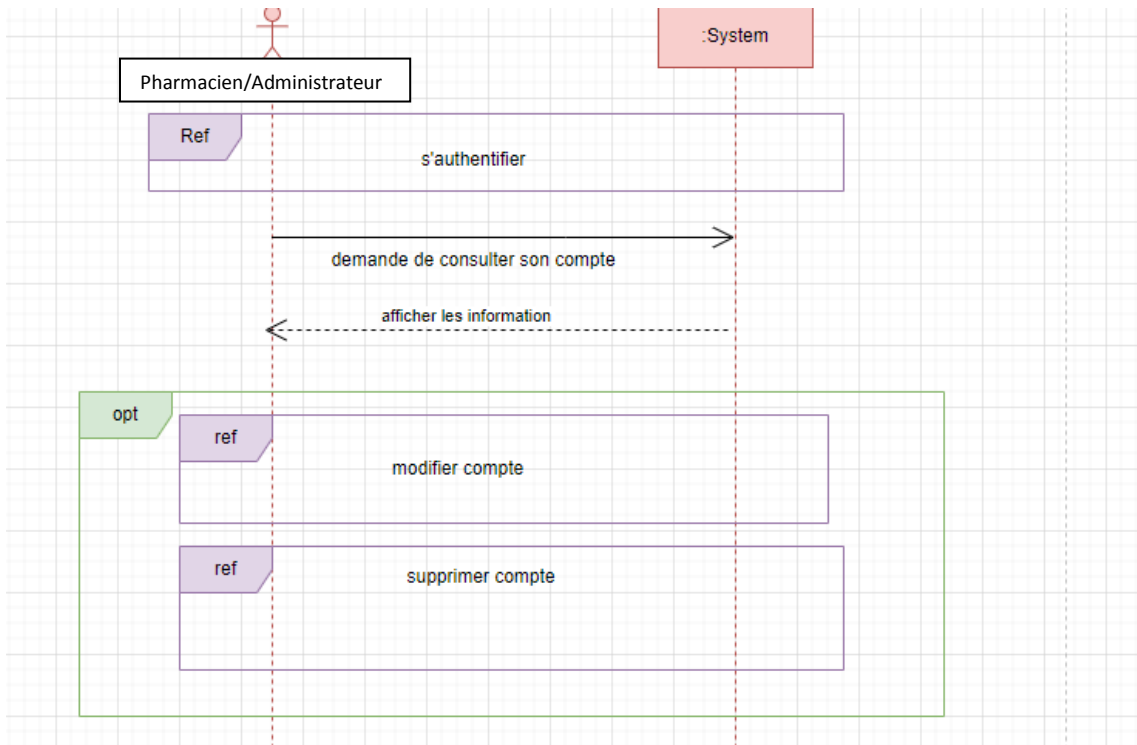 :System
Pharmacien/Administrateur
Ref
s'authentifier
demande de consulter son compte
afficher les information
opt
ref
modifier compte
ref
supprimer compte